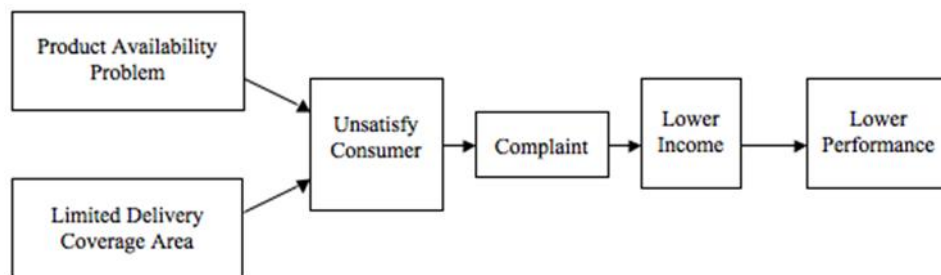 Product Availability
Problem
Limited Delivery
Coverage Area
Unsatisfy
Consumer
Complaint
Lower
Income
Lower
Performance